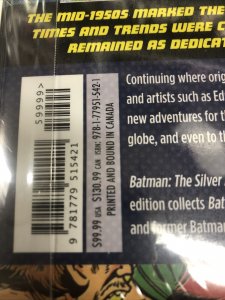 THE MID-1950S MARKED THE
TIMES AND TRENDS WERE C
REMAINED AS DEDICAT
Continuing where orig
and artists such as Ed
new adventures for t
globe, and even to th
Batman: The Silver
edition collects Bat
and former Batmar
59999>
9 781779 515421
ISBN: 978-1-77951-542-1
$99.99 USA $130.99 CAN
PRINTED AND BOUND IN CANADA